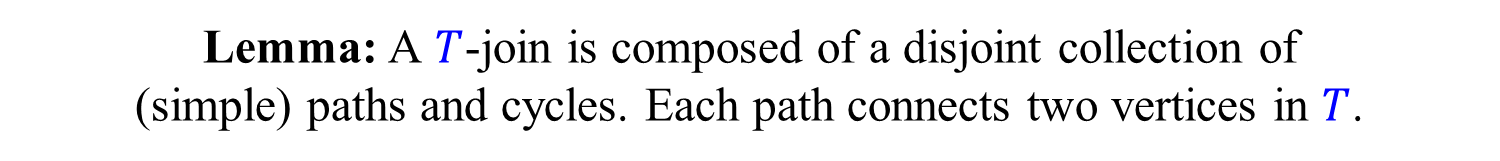 Lemma: A T-join is composed of a disjoint collection of
(simple) paths and cycles. Each path connects two vertices in T.